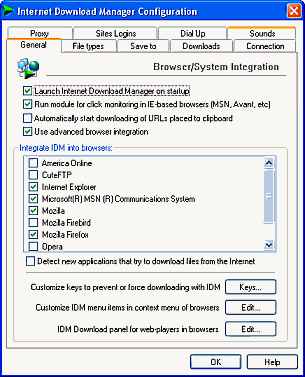 Internet Download Manager Configuration
Proxy Sites Logins Dial Up Sounds
General File types Save to Downloads Connection
Browser/System Integration
Launch Internet Download Manager on startup
Run module for click monitoring in IE-based browsers (MSN, Avant, etc)
Automatically start downloading of URLs placed to clipboard
Use advanced browser integration
Integrate IDM into browsers:
America Online
CuteFTP
Internet Explorer
Microsoft(R) MSN (R) Communications System
Mozilla
Mozilla Firebird
Mozilla Firefox
Opera
Detect new applications that try to download files from the Internet
Customize keys to prevent or force downloading with IDM Keys...
Customize IDM menu items in context menu of browsers Edit...
IDM Download panel for web-players in browsers Edit...
OK Help